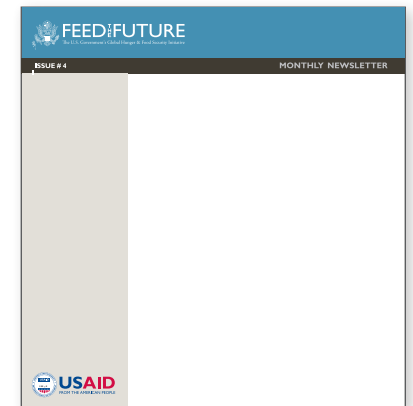 FEED THE FUTURE
The U.S. Government's Global Hunger & Food Security Initiative
ISSUE # 4
MONTHLY NEWSLETTER
USAID
FROM THE AMERICAN PEOPLE